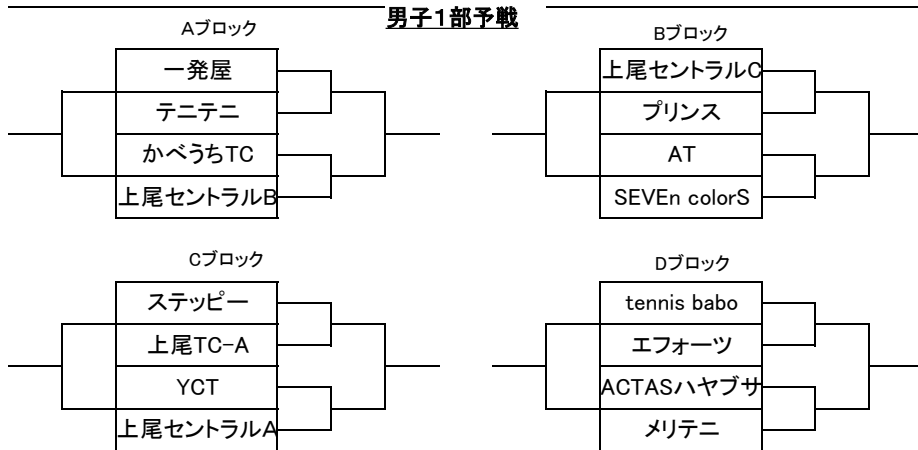 男子1部予戦
Aブロック
一発屋
テニテニ
かべうちTC
上尾セントラルB
Bブロック
上尾セントラルC
プリンス
AT
SEVEn colorS
Cブロック
ステッピー
上尾TC-A
YCT
上尾セントラルA
Dブロック
tennis babo
エフォーツ
ACTASハヤブサ
メリテニ